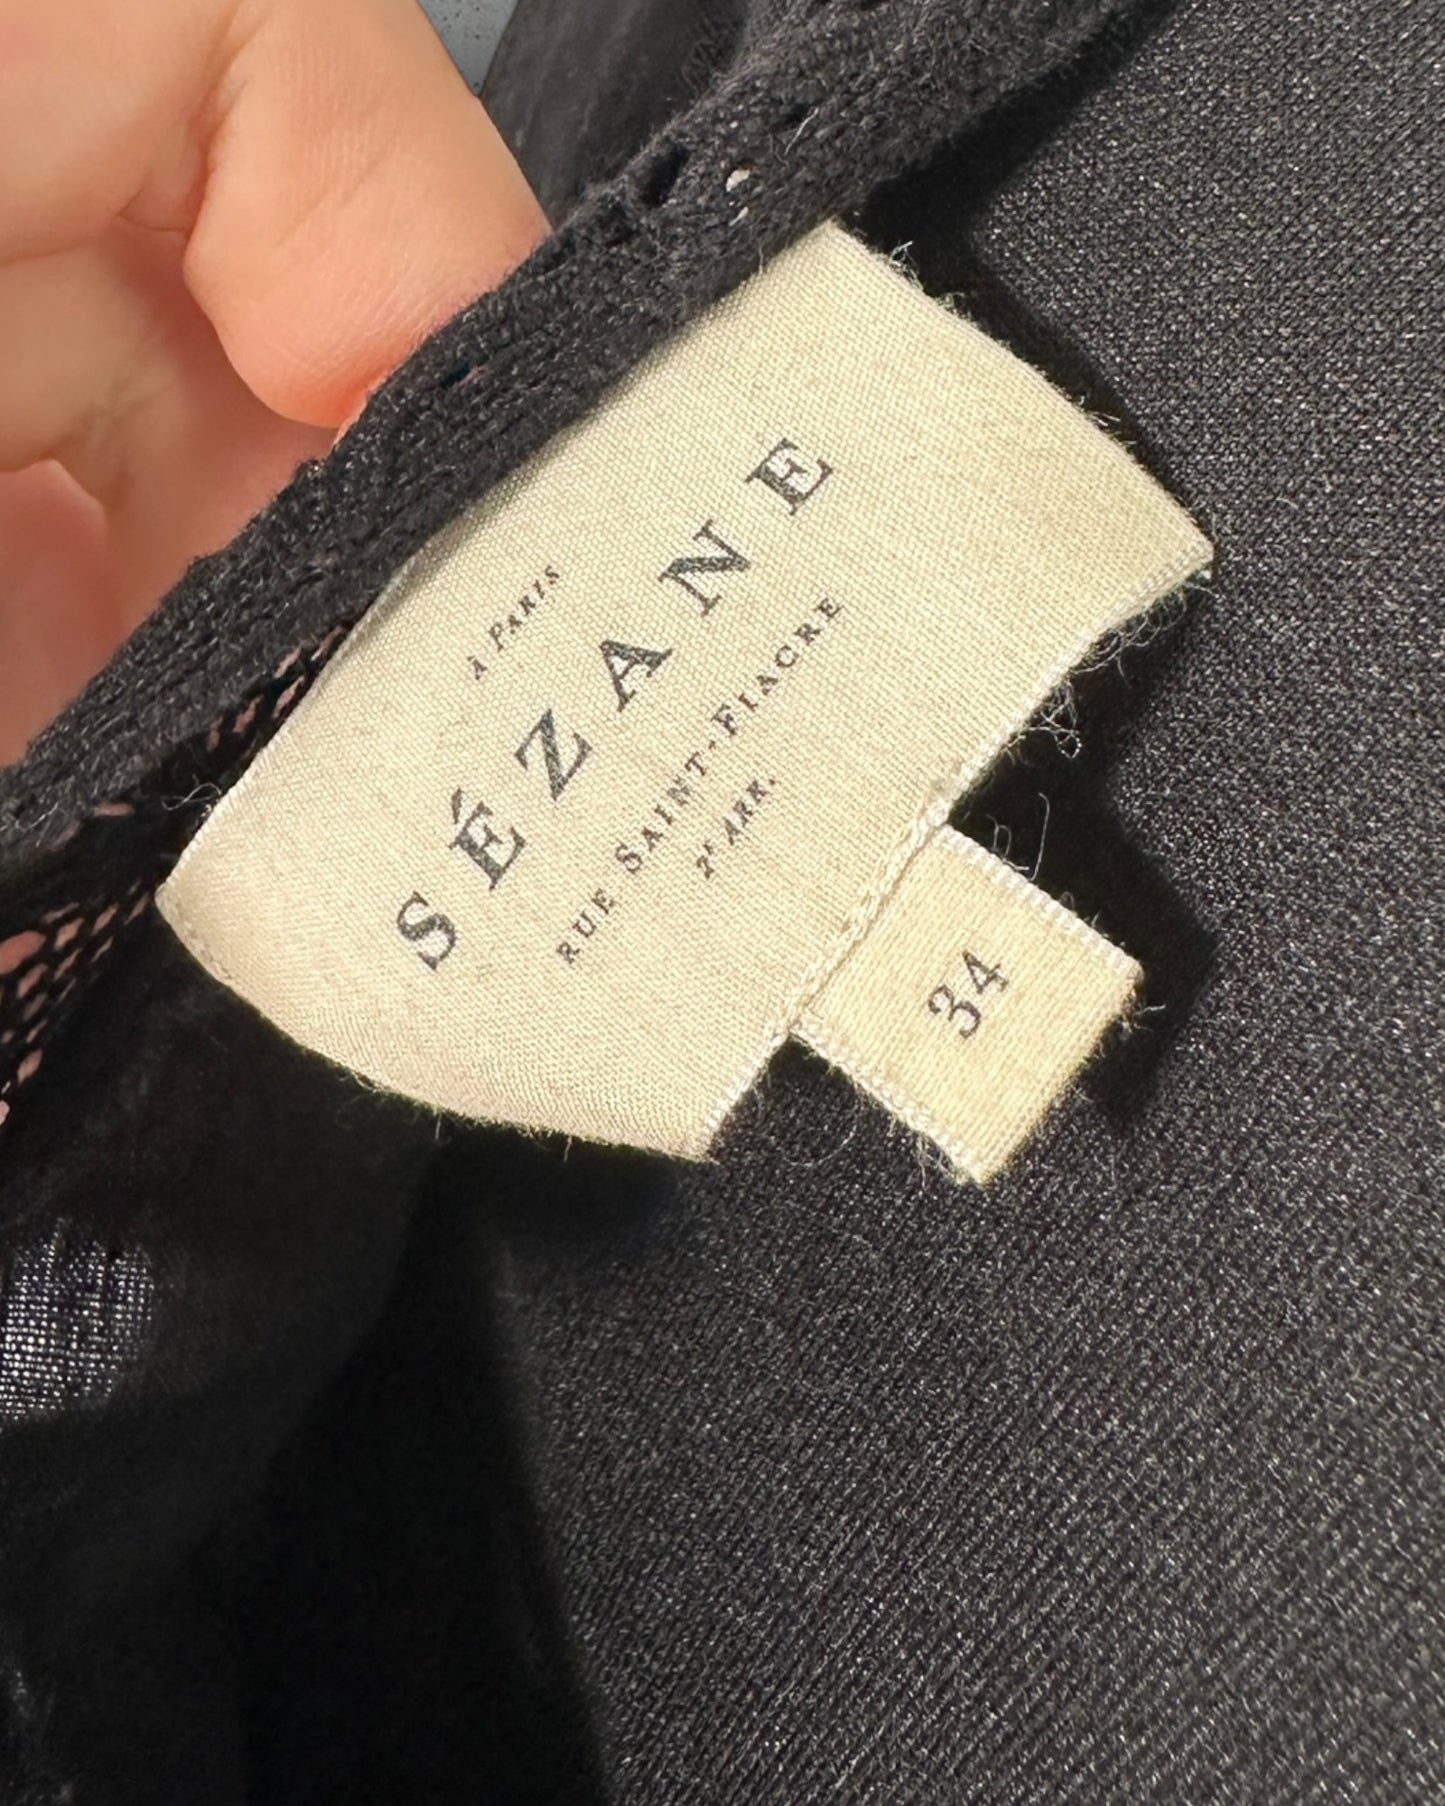 À PARIS
SÉZANE
RUE SAINT-FIACRE
2ᵉ ARR.
34